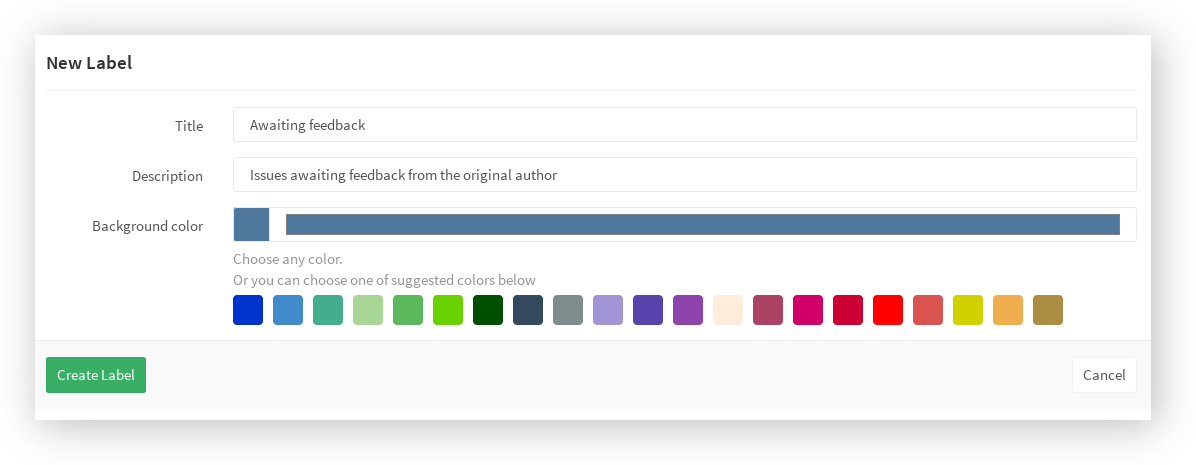 New Label
Title
Awaiting feedback
Description
Issues awaiting feedback from the original author
Background color
Choose any color.
Or you can choose one of suggested colors below
Create Label
Cancel